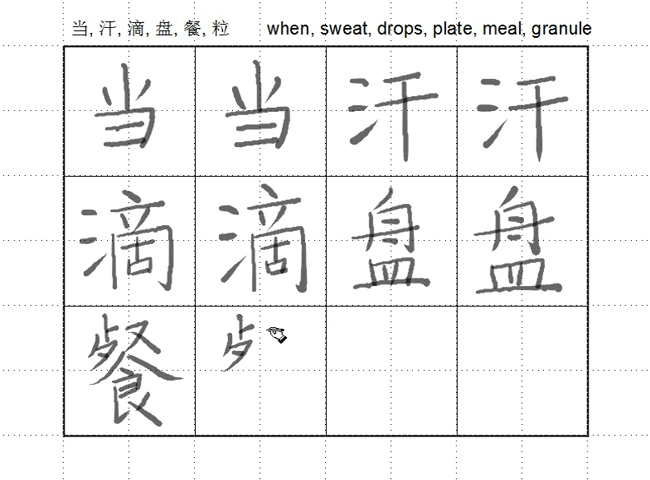 当, 汗, 滴, 盘, 餐, 粒 when, sweat, drops, plate, meal, granule
当 当 汗 汗
滴 滴 盘 盘
餐